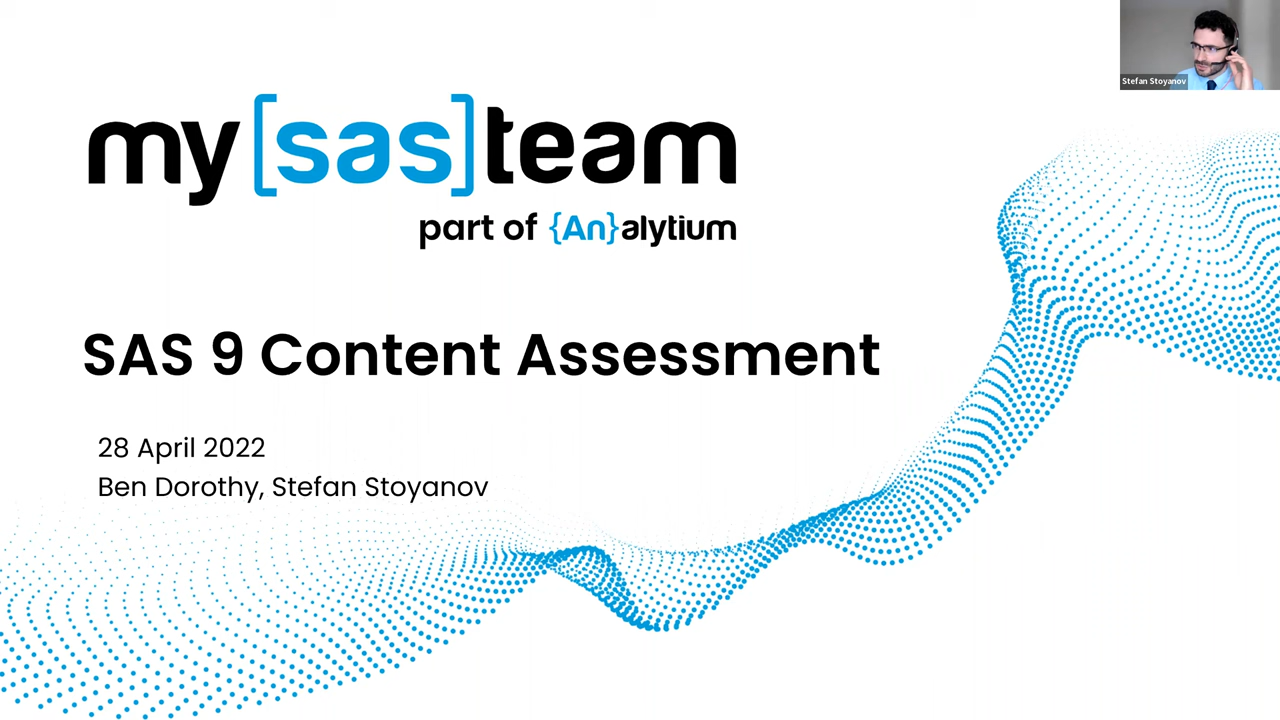 my[sas]team
part of {An}alytium
SAS 9 Content Assessment
28 April 2022
Ben Dorothy, Stefan Stoyanov
Stefan Stoyanov